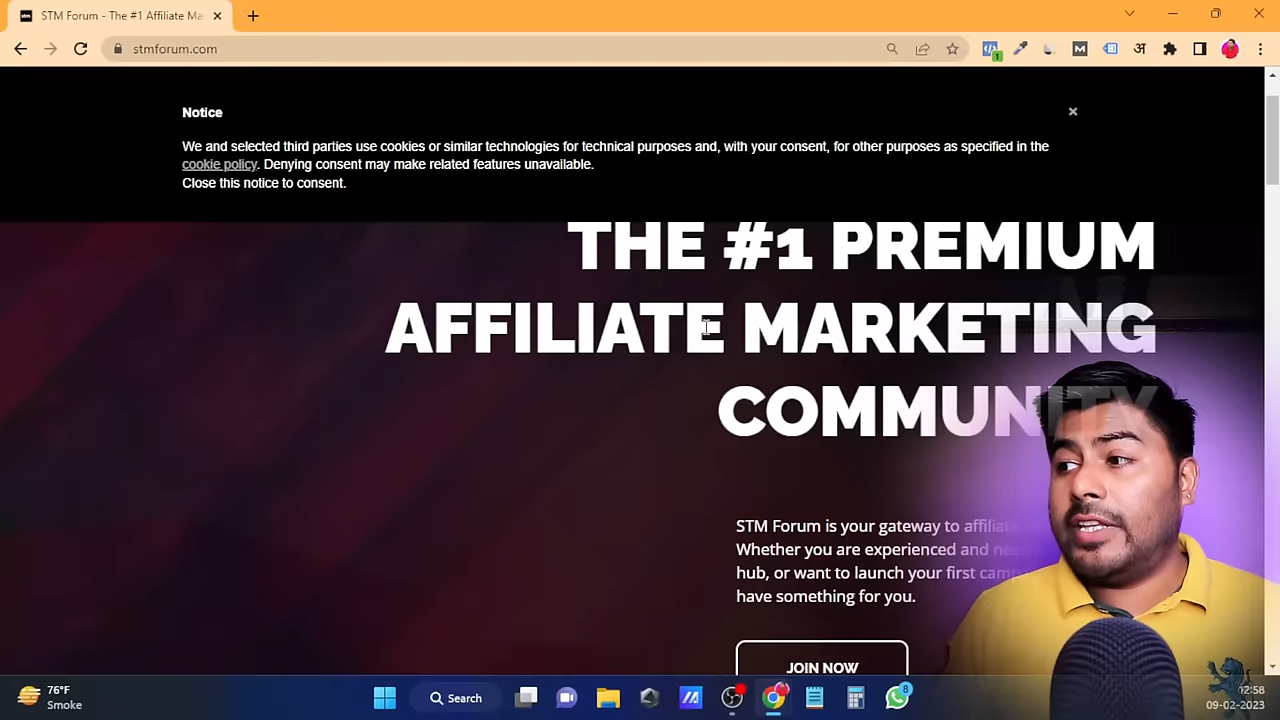 STM Forum - The #1 Affiliate Ma
stmforum.com
Notice
We and selected third parties use cookies or similar technologies for technical purposes and, with your consent, for other purposes as specified in the
cookie policy. Denying consent may make related features unavailable.
Close this notice to consent.
THE #1 PREMIUM
AFFILIATE MARKETING
COMMUNITY
STM Forum is your gateway to affiliate
Whether you are experienced and
hub, or want to launch your first
have something for you.
JOIN NOW
76°F
Smoke
Search
8
12:58
09-02-2023